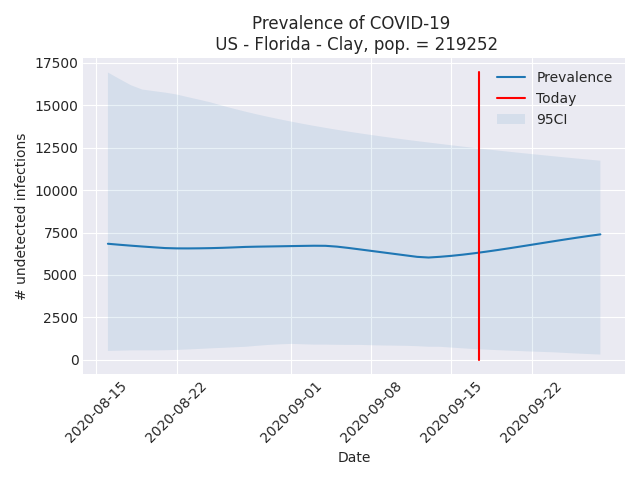 Prevalence of COVID-19
US - Florida - Clay, pop. = 219252
17500
15000
12500
10000
7500
5000
2500
0
# undetected infections
Prevalence
Today
95CI
2020-08-15
2020-08-22
2020-09-01
2020-09-08
2020-09-15
2020-09-22
Date